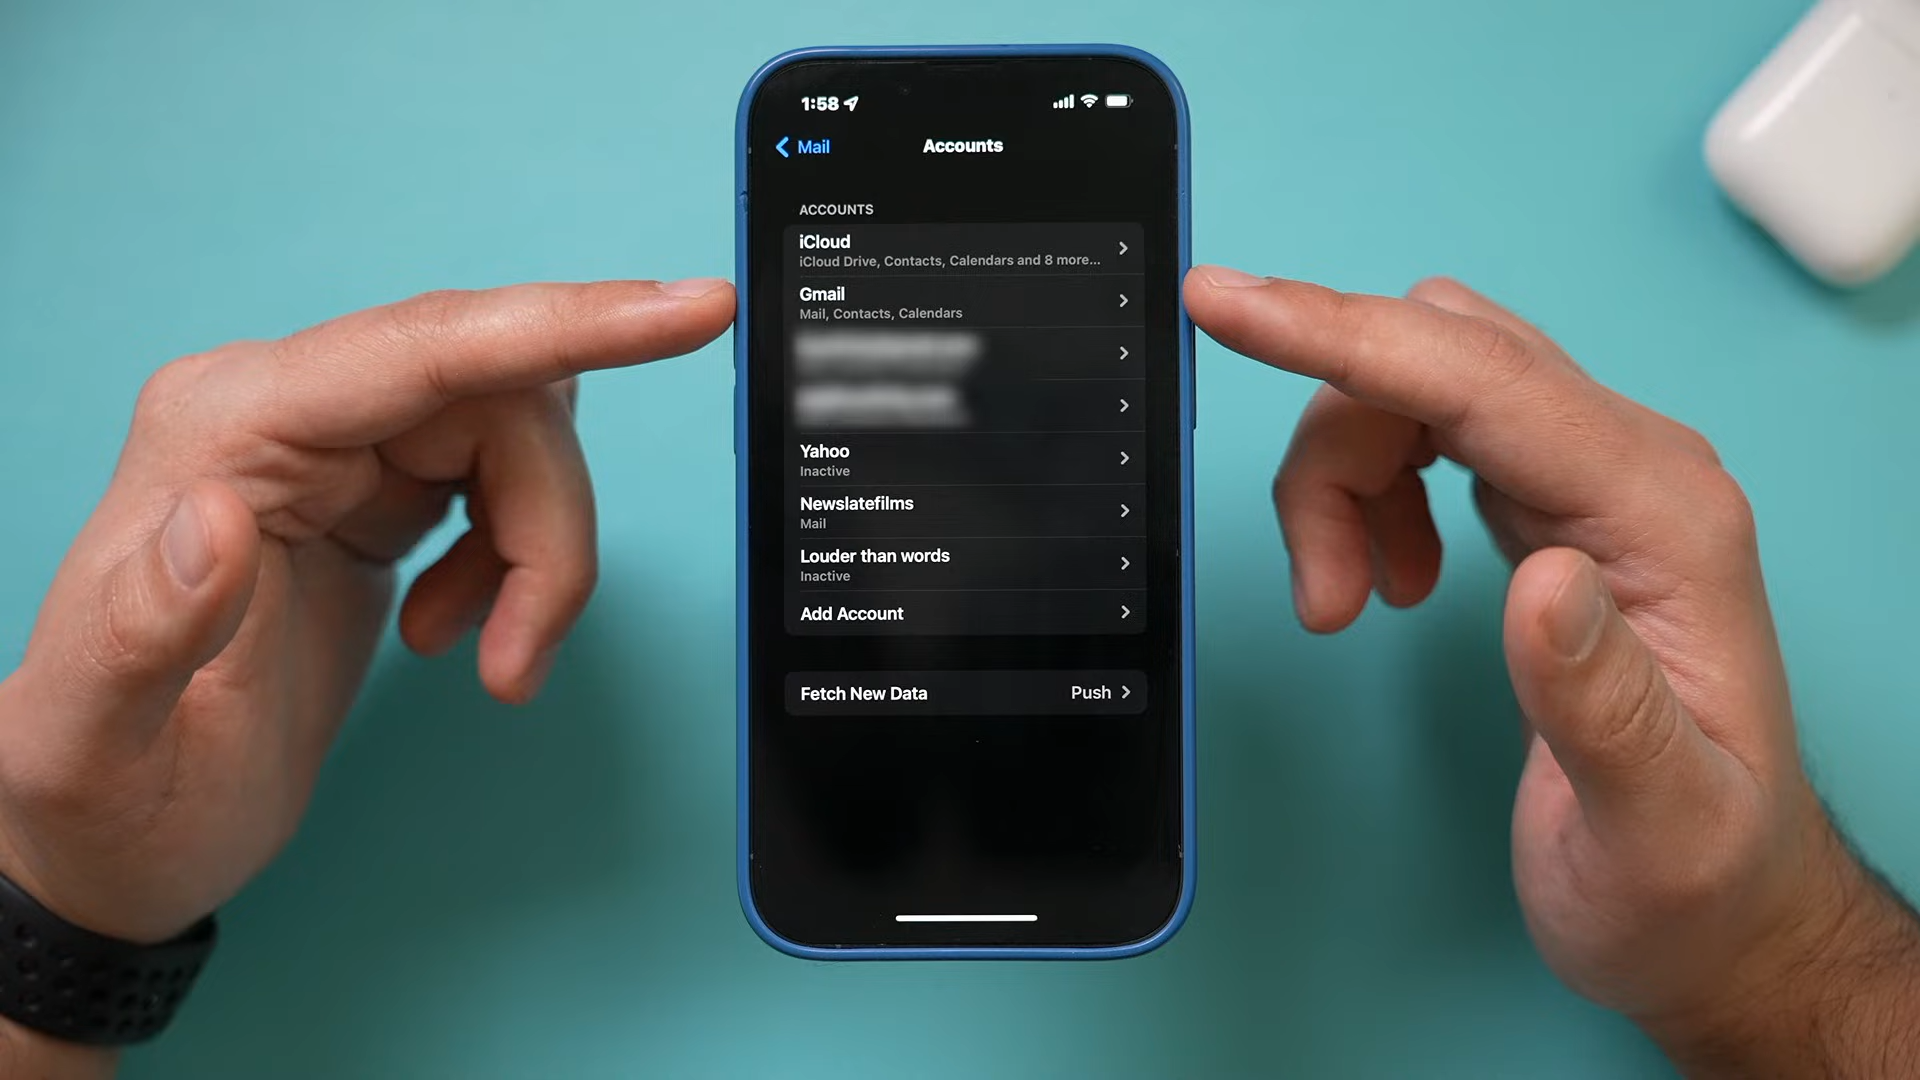 1:58
Mail
Accounts
ACCOUNTS
iCloud
iCloud Drive, Contacts, Calendars and 8 more...
Gmail
Mail, Contacts, Calendars
Yahoo
Inactive
Newslatefilms
Mail
Louder than words
Inactive
Add Account
Fetch New Data Push